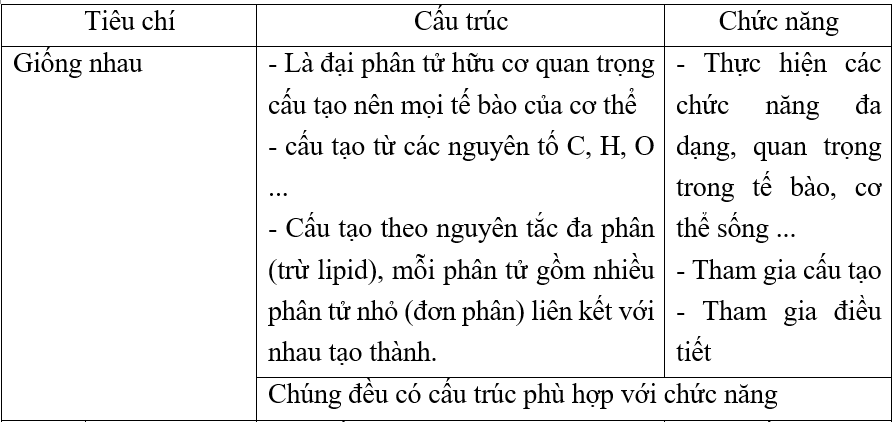 Tiêu chí
Cấu trúc
Chức năng
Giống nhau
- Là đại phân tử hữu cơ quan trọng
cấu tạo nên mọi tế bào của cơ thể
- cấu tạo từ các nguyên tố C, H, O
...
- Cấu tạo theo nguyên tắc đa phân
(trừ lipid), mỗi phân tử gồm nhiều
phân tử nhỏ (đơn phân) liên kết với
nhau tạo thành.
- Thực hiện các
chức năng đa
dạng, quan trọng
trong tế bào, cơ
thể sống ...
- Tham gia cấu tạo
- Tham gia điều
tiết
Chúng đều có cấu trúc phù hợp với chức năng